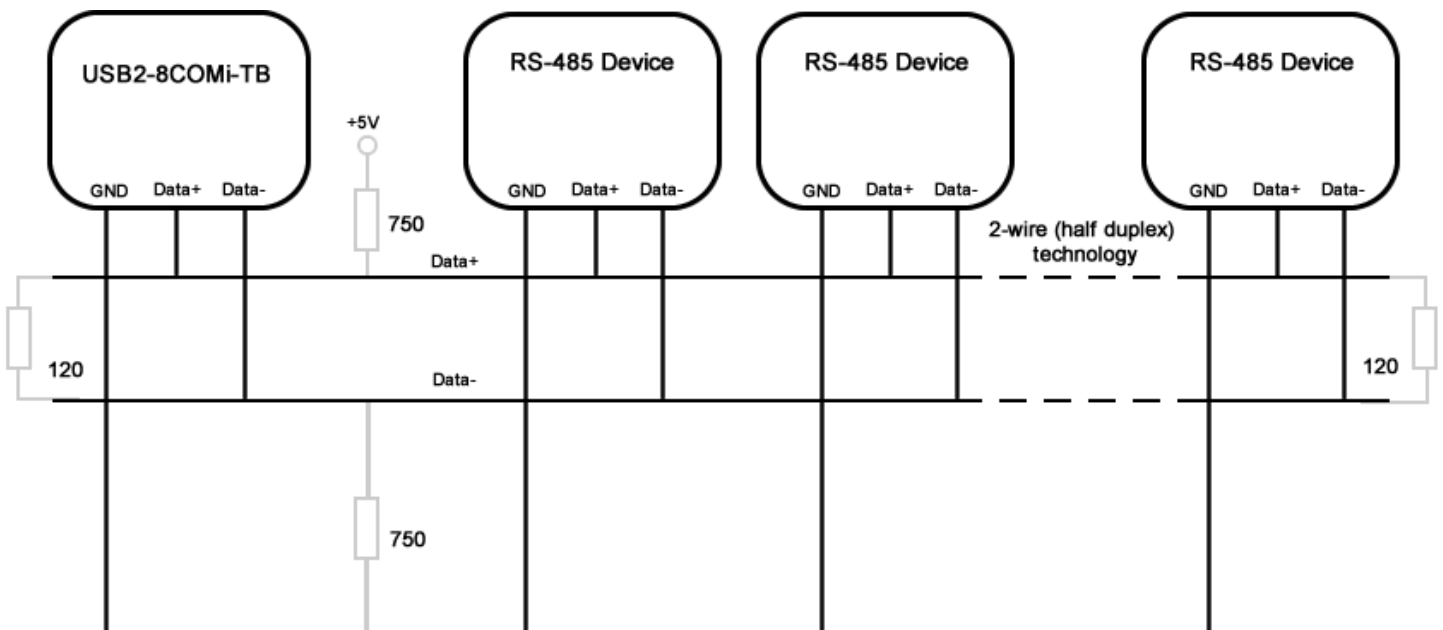 USB2-8COMi-TB
RS-485 Device
RS-485 Device
RS-485 Device
+5V
GND Data+ Data-
GND Data+ Data-
GND Data+ Data-
GND Data+ Data-
750
2-wire (half duplex)
technology
Data+
120
120
Data-
750